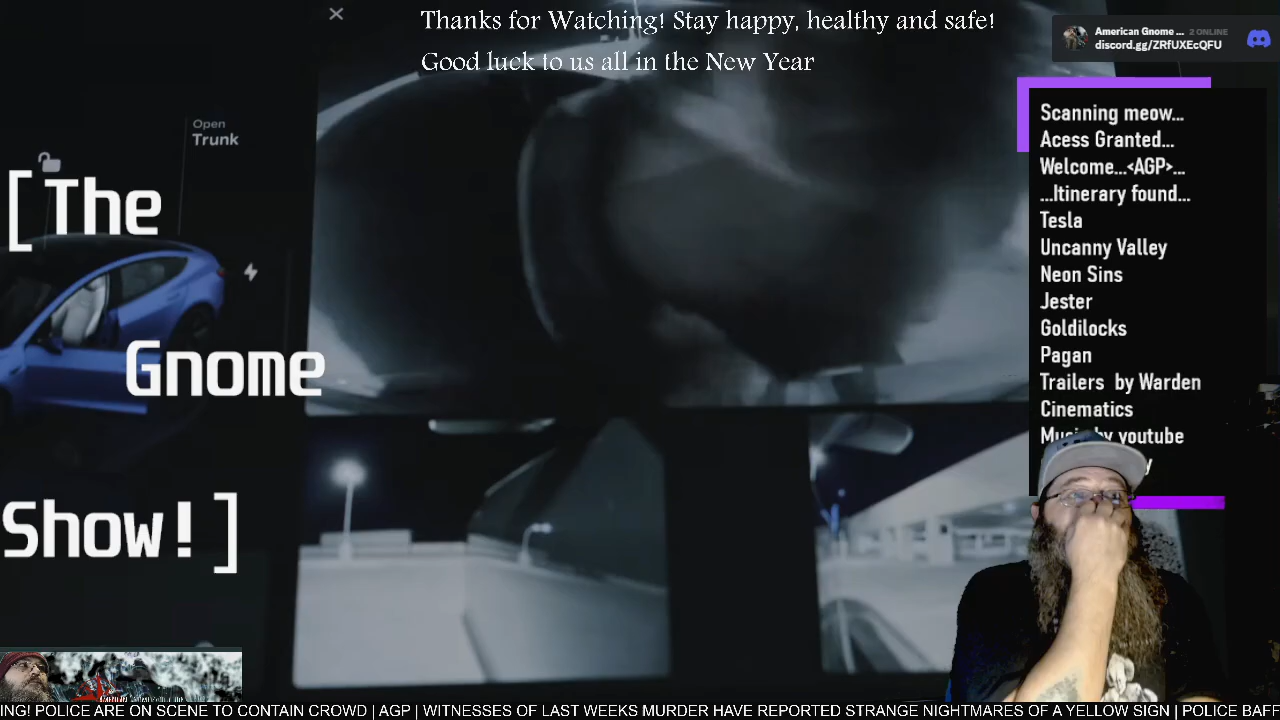 Thanks for Watching! Stay happy, healthy and safe!
Good luck to us all in the New Year
American Gnome ... 2 ONLINE
discord.gg/ZRfUXEcQFU
Open
Trunk
[The
Gnome
Show!]
Scanning meow...
Acess Granted...
Welcome...<AGP>...
...Itinerary found...
Tesla
Uncanny Valley
Neon Sins
Jester
Goldilocks
Pagan
Trailers by Warden
Cinematics
by youtube
ING! POLICE ARE ON SCENE TO CONTAIN CROWD | AGP | WITNESSES OF LAST WEEKS MURDER HAVE REPORTED STRANGE NIGHTMARES OF A YELLOW SIGN | POLICE BAFF